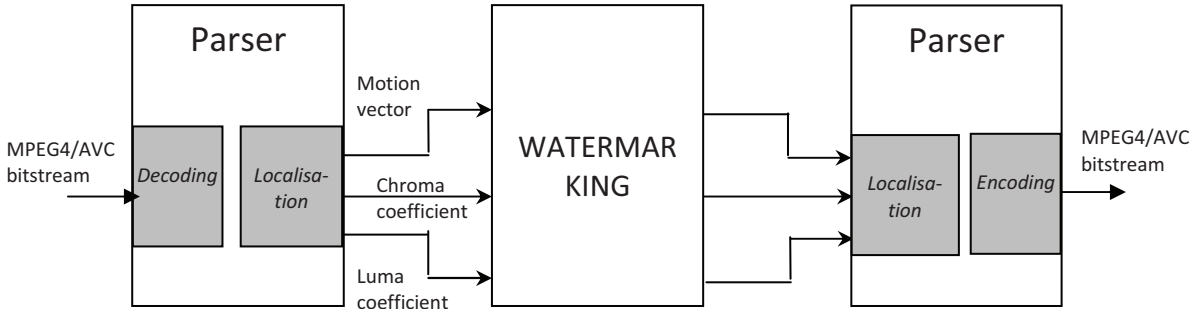 Parser
MPEG4/AVC
bitstream
Decoding
Localisa-
tion
Motion
vector
Chroma
coefficient
Luma
coefficient
WATERMAR
KING
Parser
Localisa-
tion
Encoding
MPEG4/AVC
bitstream